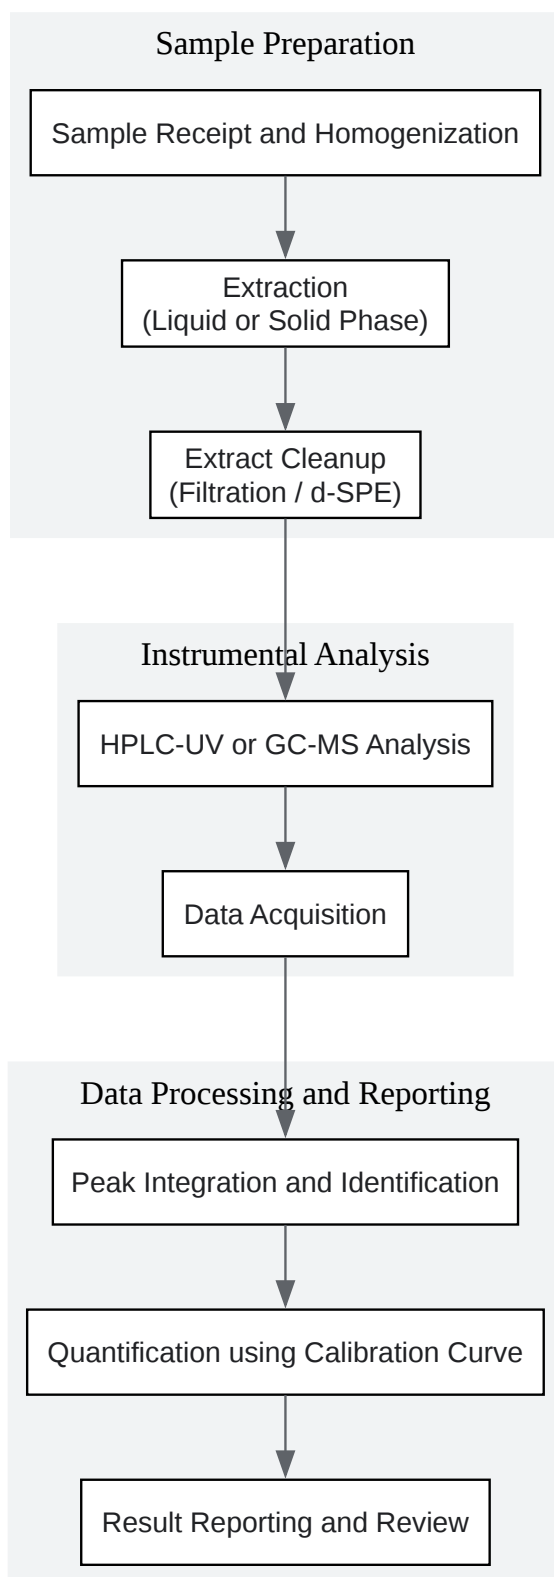 Sample Preparation
Sample Receipt and Homogenization
Extraction
(Liquid or Solid Phase)
Extract Cleanup
(Filtration / d-SPE)
Instrumental Analysis
HPLC-UV or GC-MS Analysis
Data Acquisition
Data Processing and Reporting
Peak Integration and Identification
Quantification using Calibration Curve
Result Reporting and Review